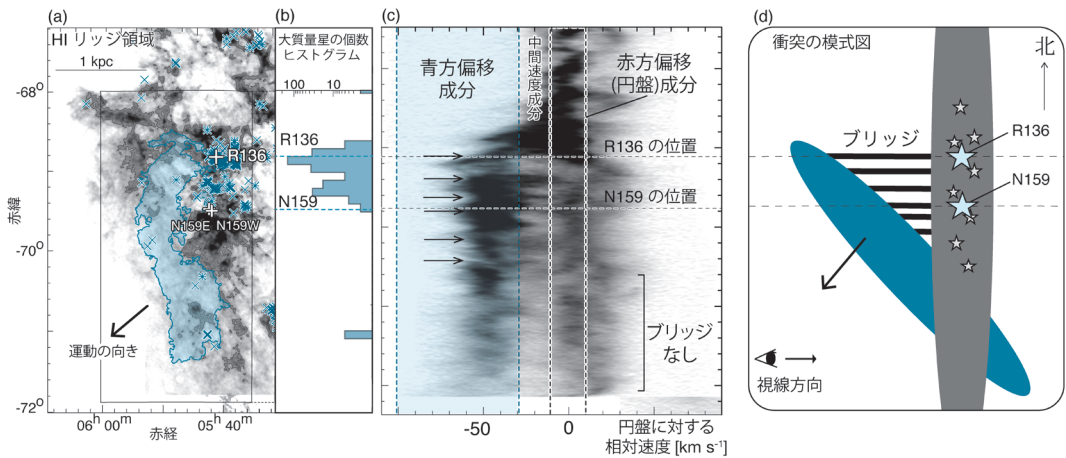 (a)
HI リッジ領域
1 kpc
-68º
-70º
-72º
赤緯
R136
N159E N159W
運動の向き
06ʰ 00ᵐ
05ʰ 40ᵐ
赤経
(b)
大質量星の個数
ヒストグラム
100 10
R136
N159
(c)
青方偏移
成分
中間速度成分
赤方偏移
(円盤)成分
R136 の位置
N159 の位置
ブリッジ
なし
-50
0
円盤に対する
相対速度 [km s⁻¹]
(d)
衝突の模式図
北
ブリッジ
R136
N159
視線方向